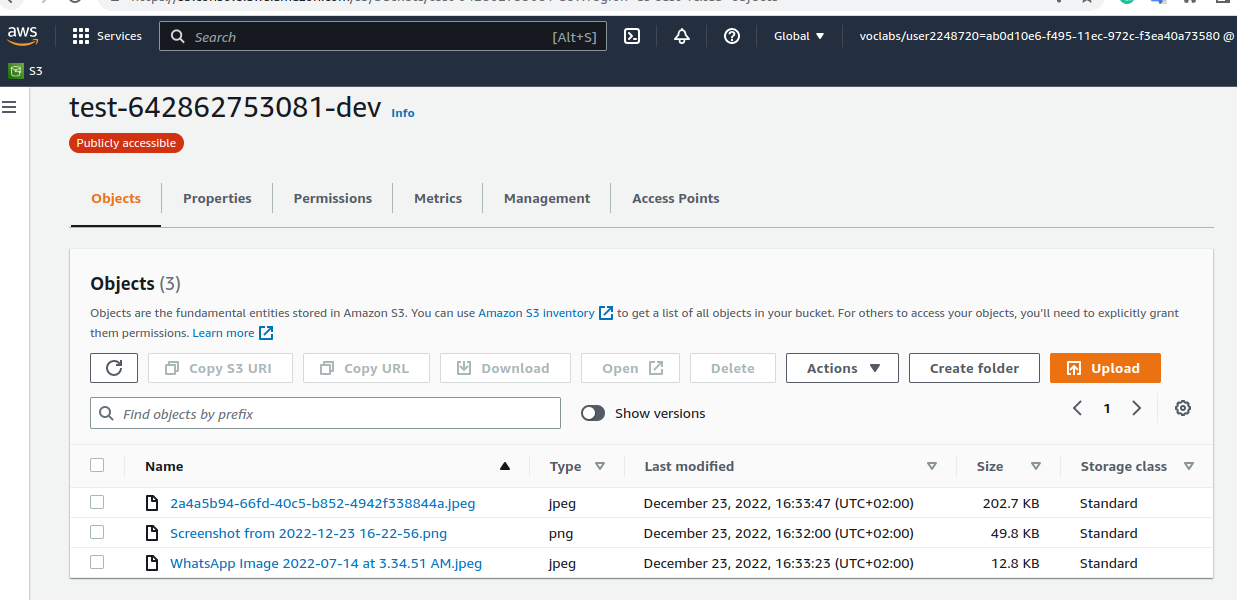 aws Services Search [Alt+S] Global voclabs/user2248720=ab0d10e6-f495-11ec-972c-f3ea40a73580 @
S3
test-642862753081-dev Info
Publicly accessible
Objects Properties Permissions Metrics Management Access Points
Objects (3)
Objects are the fundamental entities stored in Amazon S3. You can use Amazon S3 inventory to get a list of all objects in your bucket. For others to access your objects, you'll need to explicitly grant
them permissions. Learn more
Copy S3 URI Copy URL Download Open Delete Actions Create folder Upload
Find objects by prefix Show versions 1
Name Type Last modified Size Storage class
2a4a5b94-66fd-40c5-b852-4942f338844a.jpeg jpeg December 23, 2022, 16:33:47 (UTC+02:00) 202.7 KB Standard
Screenshot from 2022-12-23 16-22-56.png png December 23, 2022, 16:32:00 (UTC+02:00) 49.8 KB Standard
WhatsApp Image 2022-07-14 at 3.34.51 AM.jpeg jpeg December 23, 2022, 16:33:23 (UTC+02:00) 12.8 KB Standard